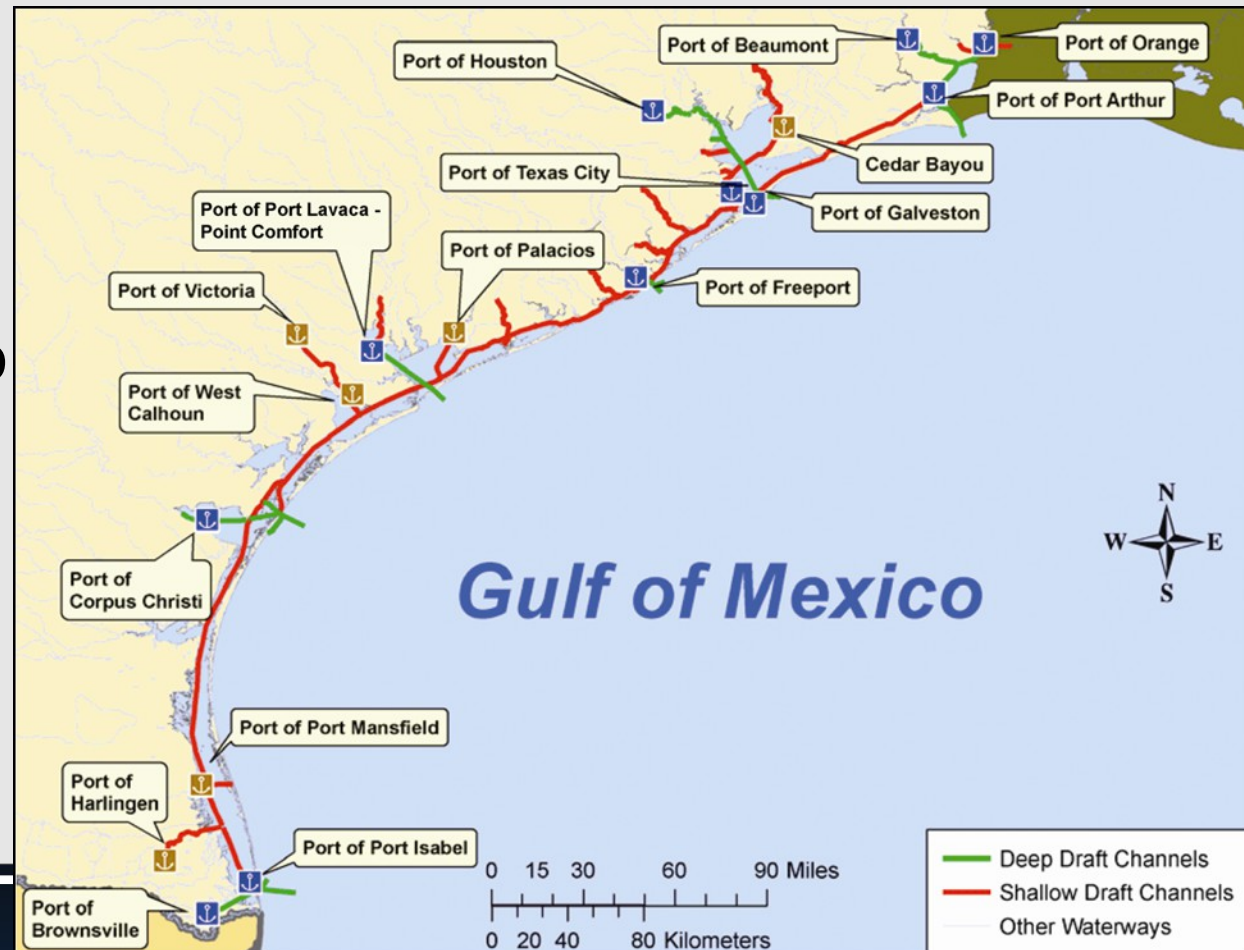 Port of Beaumont
Port of Orange
Port of Houston
Port of Port Arthur
Cedar Bayou
Port of Texas City
Port of Galveston
Port of Port Lavaca -
Point Comfort
Port of Palacios
Port of Freeport
Port of Victoria
Port of West
Calhoun
N
W
E
S
Gulf of Mexico
Port of
Corpus Christi
Port of Port Mansfield
Port of
Harlingen
Port of Port Isabel
Port of
Brownsville
0 15 30 60 90 Miles
0 20 40 80 Kilometers
Deep Draft Channels
Shallow Draft Channels
Other Waterways